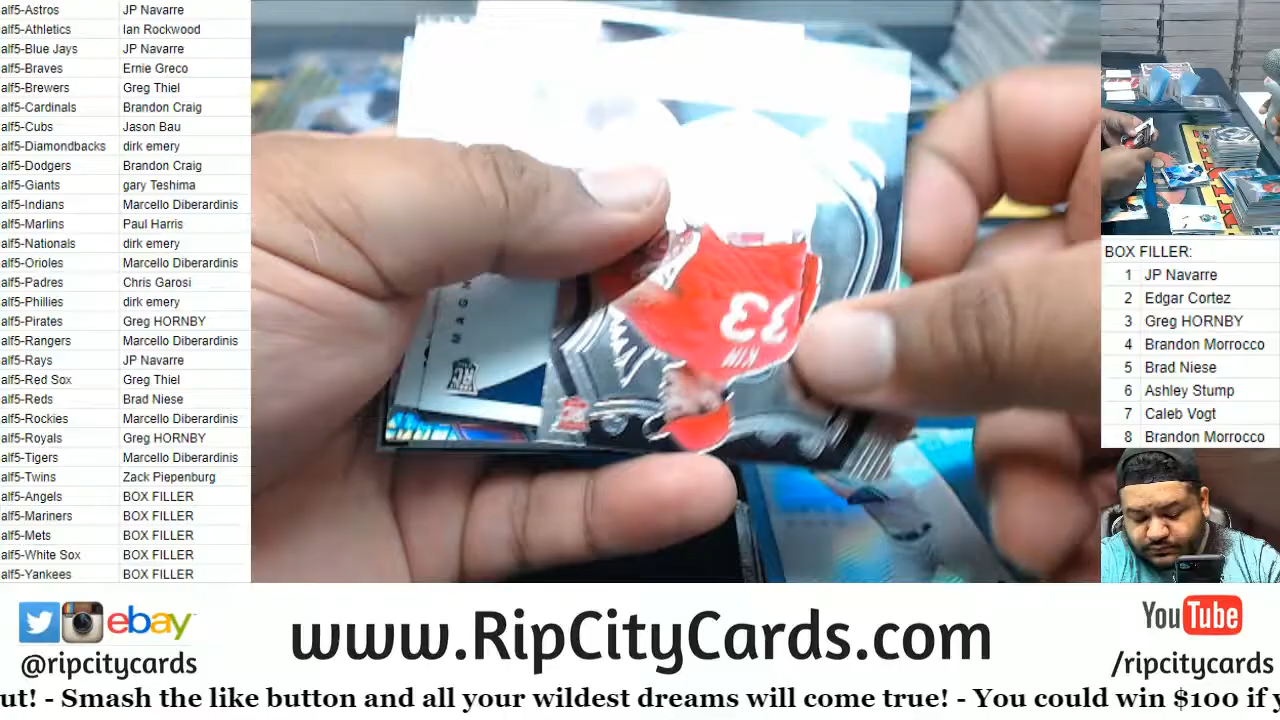 alf5-Astros JP Navarre
alf5-Athletics Ian Rockwood
alf5-Blue Jays JP Navarre
alf5-Braves Ernie Greco
alf5-Brewers Greg Thiel
alf5-Cardinals Brandon Craig
alf5-Cubs Jason Bau
alf5-Diamondbacks dirk emery
alf5-Dodgers Brandon Craig
alf5-Giants gary Teshima
alf5-Indians Marcello Diberardinis
alf5-Marlins Paul Harris
alf5-Nationals dirk emery
alf5-Orioles Marcello Diberardinis
alf5-Padres Chris Garosi
alf5-Phillies dirk emery
alf5-Pirates Greg HORNBY
alf5-Rangers Marcello Diberardinis
alf5-Rays JP Navarre
alf5-Red Sox Greg Thiel
alf5-Reds Brad Niese
alf5-Rockies Marcello Diberardinis
alf5-Royals Greg HORNBY
alf5-Tigers Marcello Diberardinis
alf5-Twins Zack Piepenburg
alf5-Angels BOX FILLER
alf5-Mariners BOX FILLER
alf5-Mets BOX FILLER
alf5-White Sox BOX FILLER
alf5-Yankees BOX FILLER
33
BOX FILLER:
1 JP Navarre
2 Edgar Cortez
3 Greg HORNBY
4 Brandon Morrocco
5 Brad Niese
6 Ashley Stump
7 Caleb Vogt
8 Brandon Morrocco
ebay
@ripcitycards
www.RipCityCards.com
YouTube
/ripcitycards
ut! - Smash the like button and all your wildest dreams will come true! - You could win $100 if y